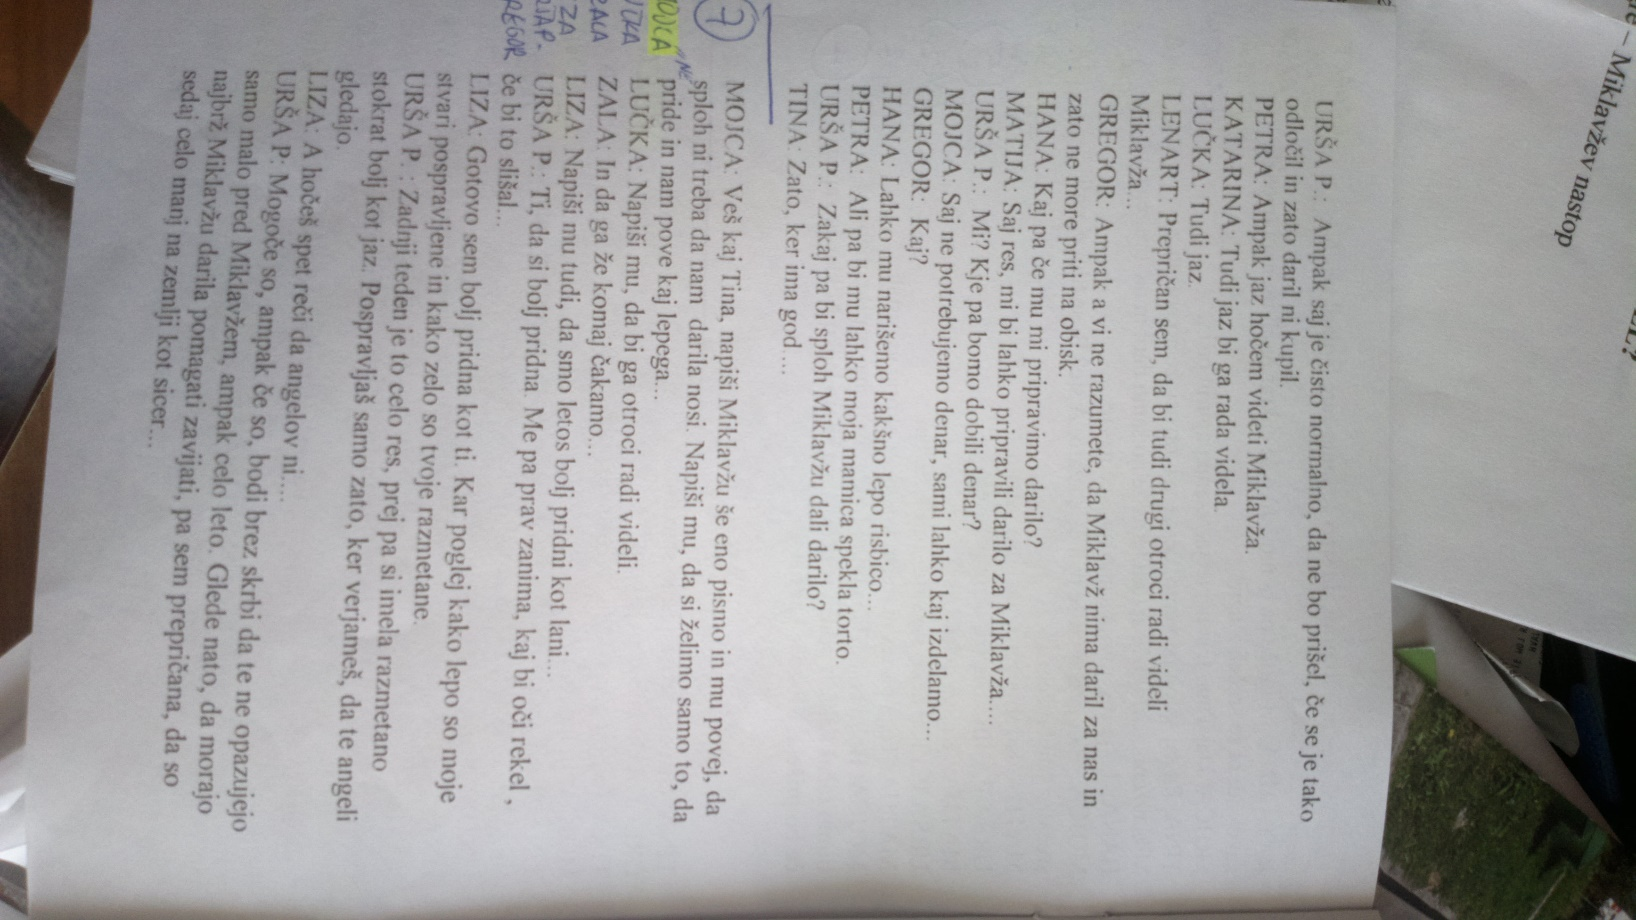 – Miklavžev nastop
URŠA P.: Ampak saj je čisto normalno, da ne bo prišel, če se je tako
odločil in zato daril ni kupil.
PETRA: Ampak jaz hočem videti Miklavža.
KATARINA: Tudi jaz bi ga rada videla.
LUČKA: Tudi jaz.
LENART: Prepričan sem, da bi tudi drugi otroci radi videli
Miklavža…
GREGOR: Ampak a vi ne razumete, da Miklavž nima daril za nas in
zato ne more priti na obisk.
HANA: Kaj pa če mu mi pripravimo darilo?
MATIJA: Saj res, mi bi lahko pripravili darilo za Miklavža….
URŠA P.: Mi? Kje pa bomo dobili denar?
MOJCA: Saj ne potrebujemo denar, sami lahko kaj izdelamo…
GREGOR: Kaj?
HANA: Lahko mu narišemo kakšno lepo risbico…
PETRA: Ali pa bi mu lahko moja mamica spekla torto.
URŠA P.: Zakaj pa bi sploh Miklavžu dali darilo?
TINA: Zato, ker ima god….
7
MOJCA: Veš kaj Tina, napiši Miklavžu še eno pismo in mu povej, da
sploh ni treba da nam darila nosi. Napiši mu, da si želimo samo to, da
pride in nam pove kaj lepega…
LUČKA: Napiši mu, da bi ga otroci radi videli.
ZALA: In da ga že komaj čakamo…
LIZA: Napiši mu tudi, da smo letos bolj pridni kot lani…
URŠA P.: Ti, da si bolj pridna. Me pa prav zanima, kaj bi oči rekel ,
če bi to slišal…
LIZA: Gotovo sem bolj pridna kot ti. Kar poglej kako lepo so moje
stvari pospravljene in kako zelo so tvoje razmetane.
URŠA P. : Zadnji teden je to celo res, prej pa si imela razmetano
stokrat bolj kot jaz. Pospravljaš samo zato, ker verjameš, da te angeli
gledajo.
LIZA: A hočeš spet reči da angelov ni….
URŠA P: Mogoče so, ampak če so, bodi brez skrbi da te ne opazujejo
samo malo pred Miklavžem, ampak celo leto. Glede nato, da morajo
najbrž Miklavžu darila pomagati zavijati, pa sem prepričana, da so
sedaj celo manj na zemlji kot sicer…